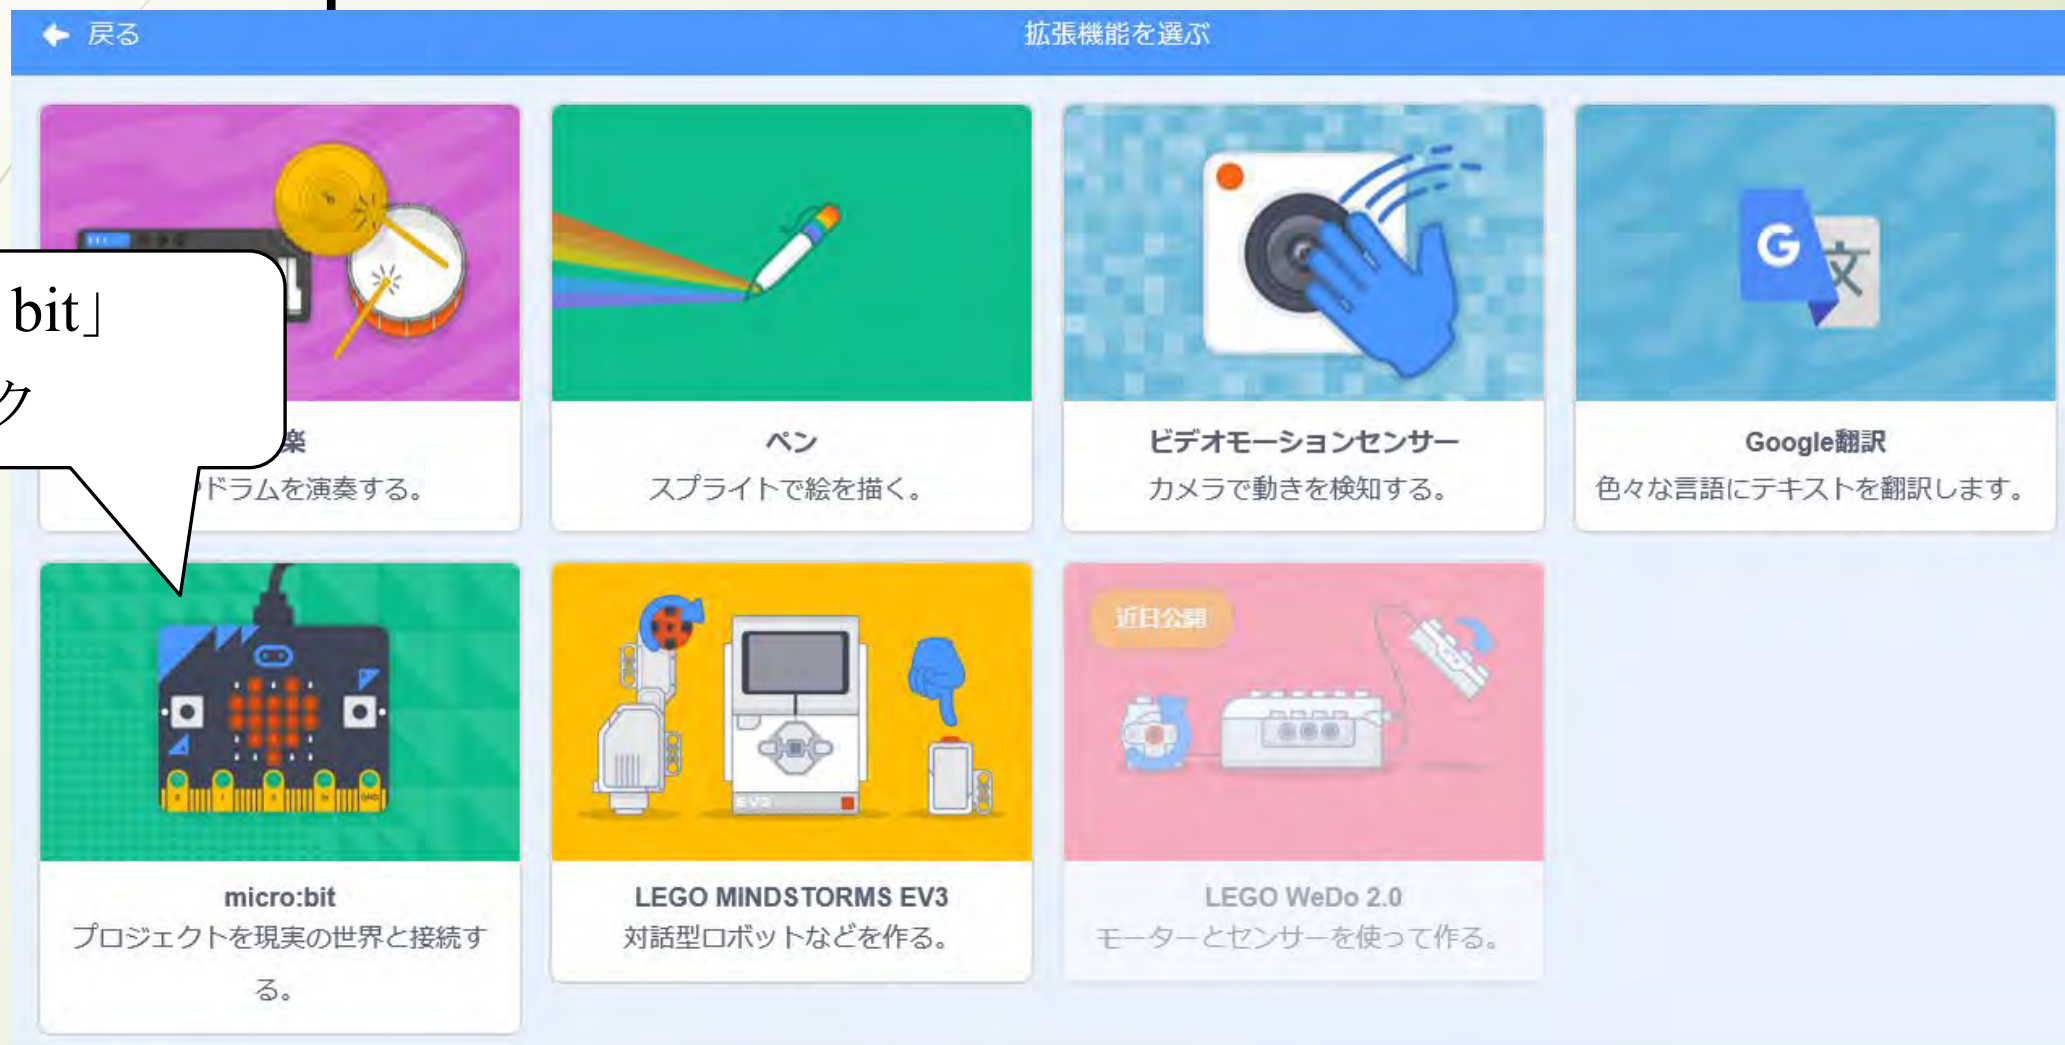 戻る
拡張機能を選ぶ
bit」
ク
楽
ドラムを演奏する。
ペン
スプライトで絵を描く。
ビデオモーションセンサー
カメラで動きを検知する。
G
文
Google翻訳
色々な言語にテキストを翻訳します。
micro:bit
プロジェクトを現実の世界と接続す
る。
EV3
LEGO MINDSTORMS EV3
対話型ロボットなどを作る。
近日公開
LEGO WeDo 2.0
モーターとセンサーを使って作る。